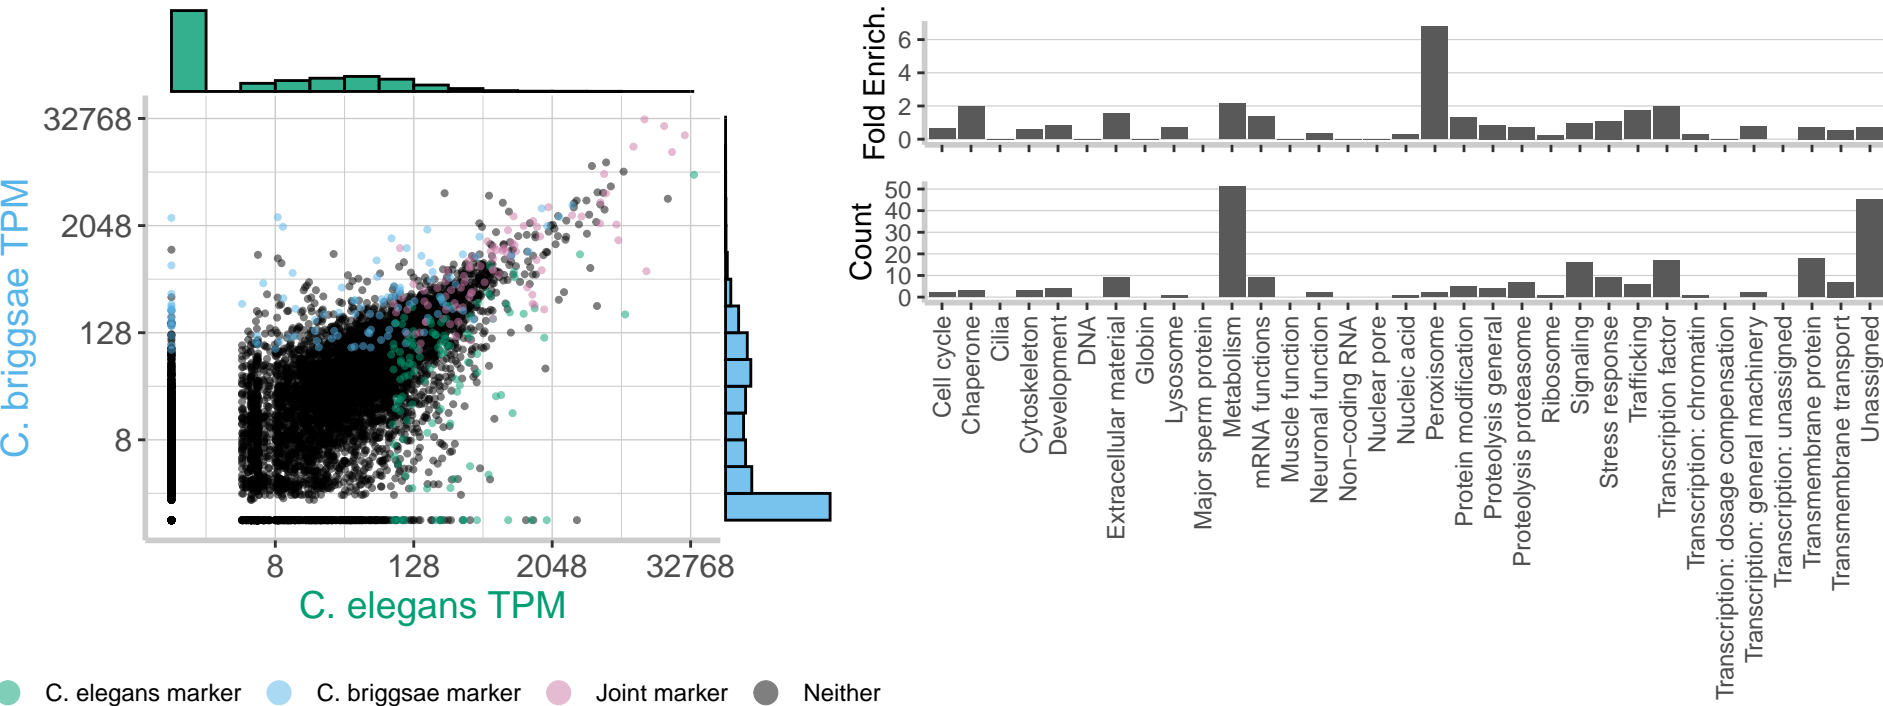 C. briggsae TPM
32768
2048
128
8
8
128
2048
32768
C. elegans TPM
C. elegans marker
C. briggsae marker
Joint marker
Neither
Fold Enrich.
6
4
2
0
Count
50
40
30
20
10
0
Cell cycle
Chaperone
Cilia
Cytoskeleton
Development
DNA
Extracellular material
Globin
Lysosome
Major sperm protein
Metabolism
mRNA functions
Muscle function
Neuronal function
Non−coding RNA
Nuclear pore
Nucleic acid
Peroxisome
Protein modification
Proteolysis general
Proteolysis proteasome
Ribosome
Signaling
Stress response
Trafficking
Transcription factor
Transcription: chromatin
Transcription: dosage compensation
Transcription: general machinery
Transcription: unassigned
Transmembrane protein
Transmembrane transport
Unassigned